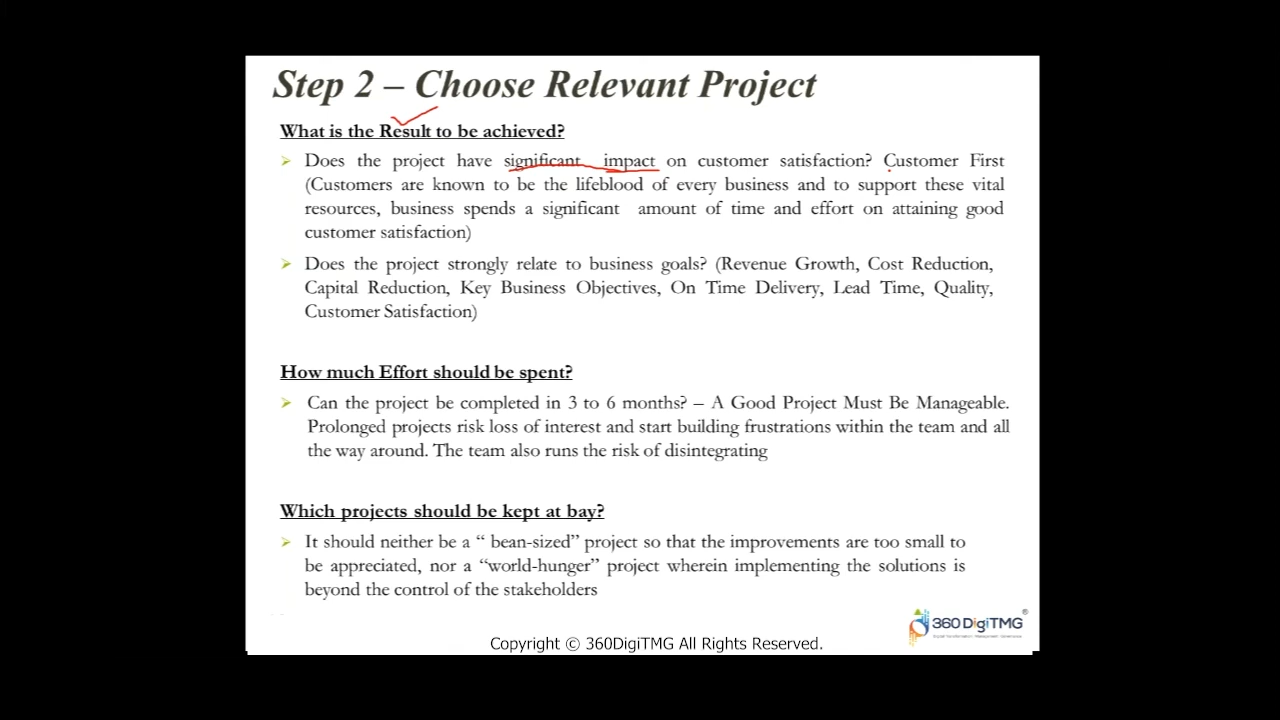 Step 2 – Choose Relevant Project
What is the Result to be achieved?
Does the project have significant impact on customer satisfaction? Customer First
(Customers are known to be the lifeblood of every business and to support these vital
resources, business spends a significant amount of time and effort on attaining good
customer satisfaction)
Does the project strongly relate to business goals? (Revenue Growth, Cost Reduction,
Capital Reduction, Key Business Objectives, On Time Delivery, Lead Time, Quality,
Customer Satisfaction)
How much Effort should be spent?
Can the project be completed in 3 to 6 months? – A Good Project Must Be Manageable.
Prolonged projects risk loss of interest and start building frustrations within the team and all
the way around. The team also runs the risk of disintegrating
Which projects should be kept at bay?
It should neither be a “ bean-sized” project so that the improvements are too small to
be appreciated, nor a “world-hunger” project wherein implementing the solutions is
beyond the control of the stakeholders
360DigiTMG ®
Copyright © 360DigiTMG All Rights Reserved.